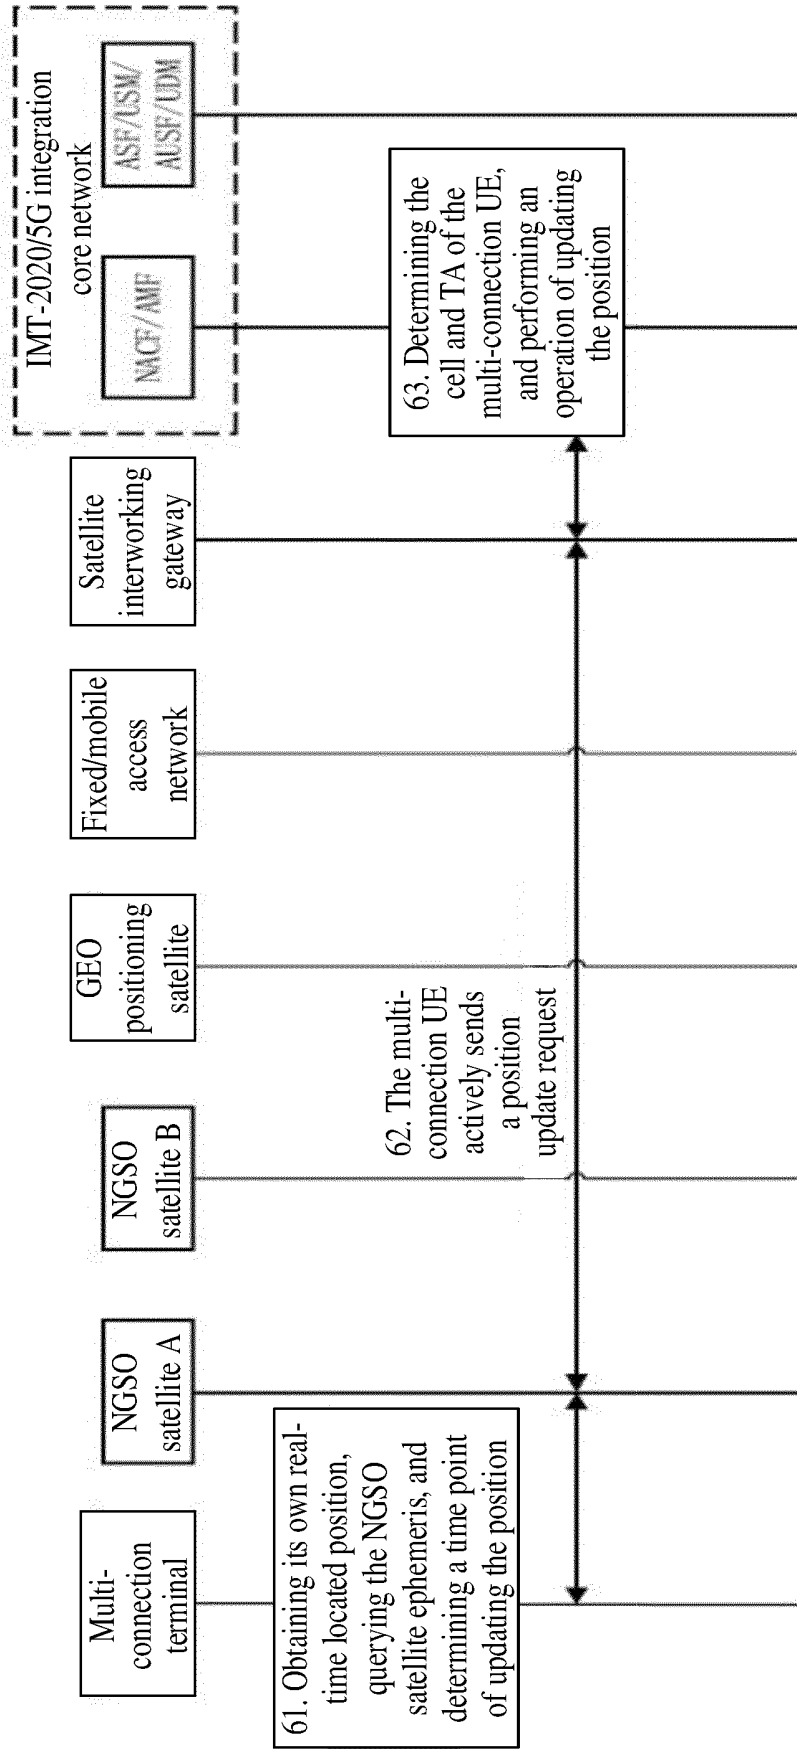 Multi-
connection
terminal
NGSO
satellite A
NGSO
satellite B
GEO
positioning
satellite
Fixed/mobile
access
network
Satellite
interworking
gateway
IMT-2020/5G integration
core network
NACF/AMF
ASF/USM/
AUSF/UDM
61. Obtaining its own real-
time located position,
querying the NGSO
satellite ephemeris, and
determining a time point
of updating the position
62. The multi-
connection UE
actively sends
a position
update request
63. Determining the
cell and TA of the
multi-connection UE,
and performing an
operation of updating
the position